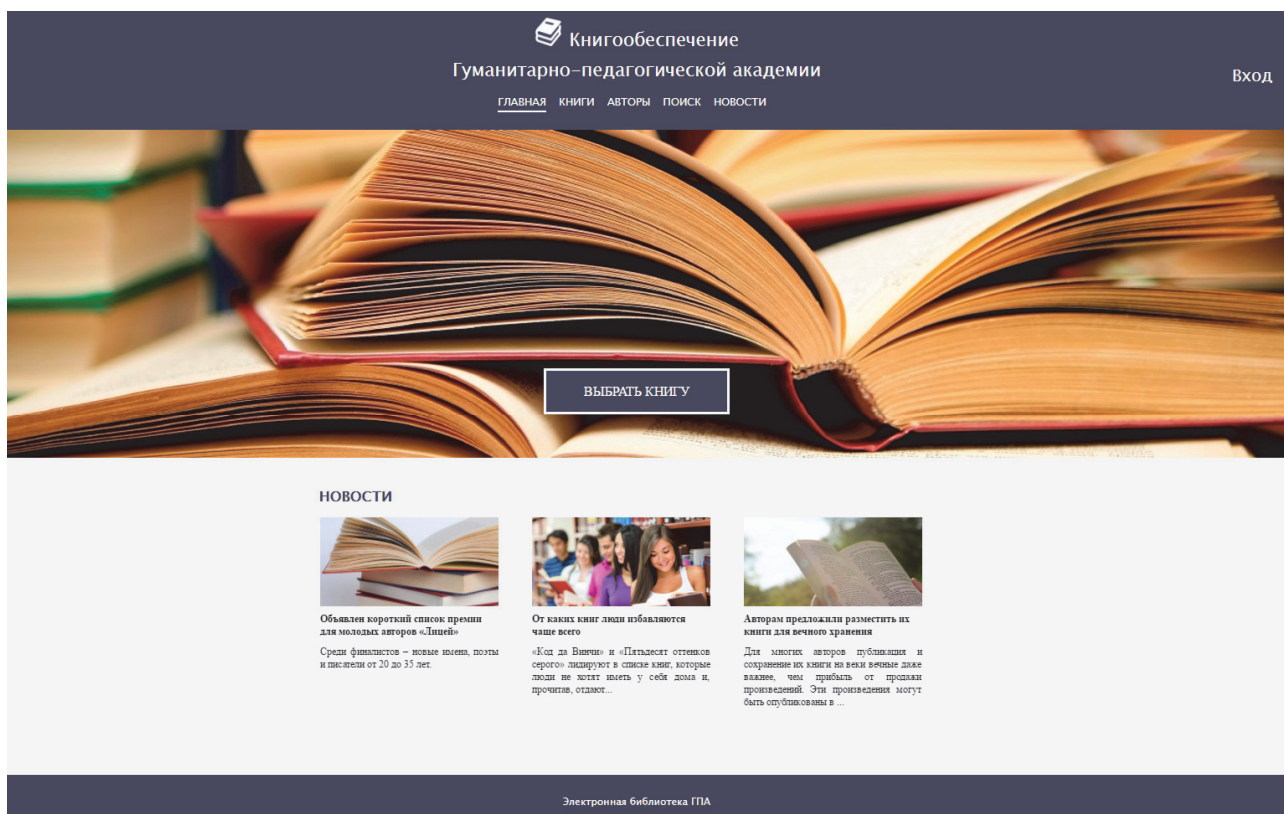 Книгообеспечение
Гуманитарно-педагогической академии
Вход
ГЛАВНАЯ КНИГИ АВТОРЫ ПОИСК НОВОСТИ
ВЫБРАТЬ КНИГУ
НОВОСТИ
Объявлен короткий список премии
для молодых авторов «Лицей»
Среди финалистов – новые имена, поэты
и писатели от 20 до 35 лет.
От каких книг люди избавляются
чаще всего
«Код да Винчи» и «Пятьдесят оттенков
серого» лидируют в списке книг, которые
люди не хотят иметь у себя дома и,
прочитав, отдают...
Авторам предложили разместить их
книги для вечного хранения
Для многих авторов публикация и
сохранение их книги на веки вечные даже
важнее, чем прибыль от продажи
произведений. Эти произведения могут
быть опубликованы в ...
Электронная библиотека ГПА